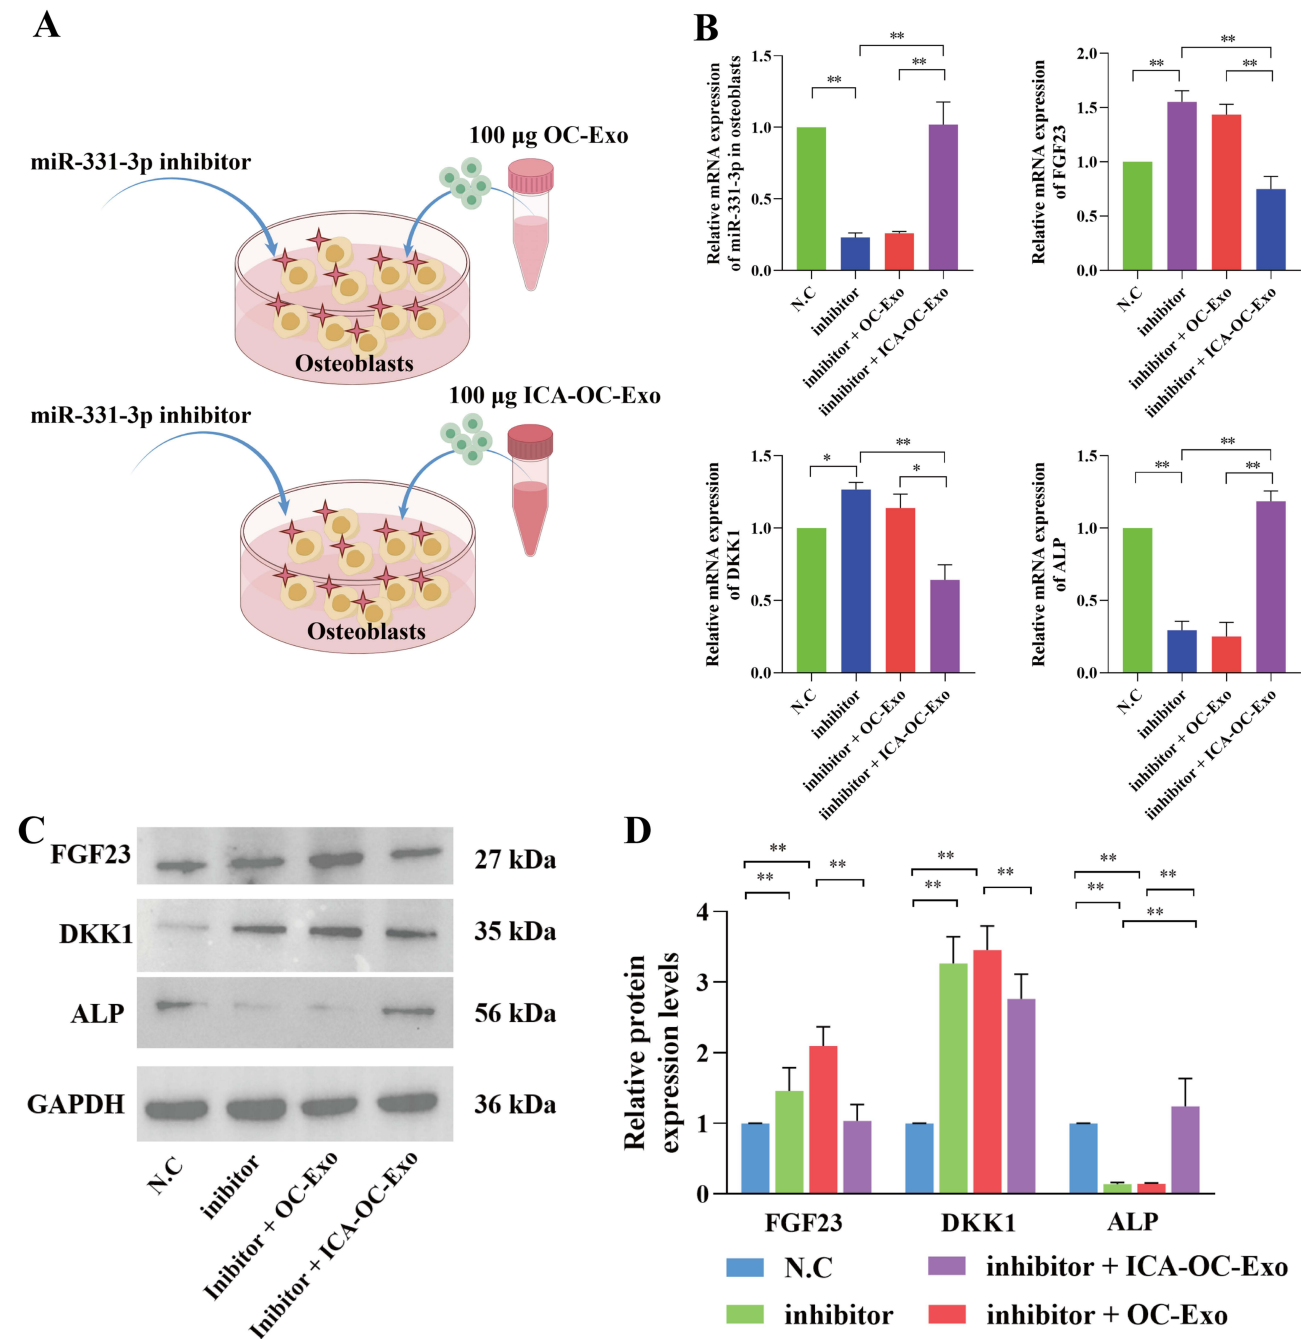 A
miR-331-3p inhibitor
100 μg OC-Exo
Osteoblasts
miR-331-3p inhibitor
100 μg ICA-OC-Exo
Osteoblasts
B
Relative mRNA expression
of miR-331-3p in osteoblasts
1.5
1.0
0.5
0.0
**
**
**
N.C
inhibitor
inhibitor + OC-Exo
iinhibitor + ICA-OC-Exo
Relative mRNA expression
of FGF23
2.0
1.5
1.0
0.5
0.0
**
**
**
N.C
inhibitor
inhibitor + OC-Exo
iinhibitor + ICA-OC-Exo
Relative mRNA expression
of DKK1
1.5
1.0
0.5
0.0
*
**
*
N.C
inhibitor
inhibitor + OC-Exo
iinhibitor + ICA-OC-Exo
Relative mRNA expression
of ALP
1.5
1.0
0.5
0.0
**
**
**
N.C
inhibitor
inhibitor + OC-Exo
iinhibitor + ICA-OC-Exo
C
FGF23
27 kDa
DKK1
35 kDa
ALP
56 kDa
GAPDH
36 kDa
N.C
inibitor
Inibitor + OC-Exo
Inibitor + ICA-OC-Exo
D
Relative protein
expression levels
4
3
2
1
0
**
**
**
**
**
**
**
**
**
**
FGF23
DKK1
ALP
N.C
inhibitor + ICA-OC-Exo
inhibitor
inhibitor + OC-Exo